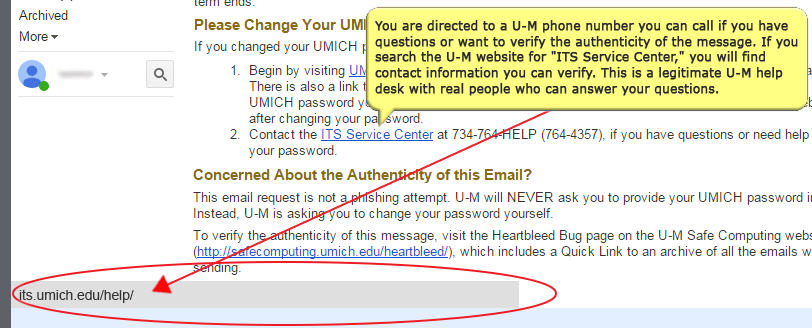 term ends.
Archived
More
Please Change Your UMI
If you changed your UMICH p
You are directed to a U-M phone number you can call if you have
questions or want to verify the authenticity of the message. If you
search the U-M website for "ITS Service Center," you will find
contact information you can verify. This is a legitimate U-M help
desk with real people who can answer your questions.
1. Begin by visiting UM
There is also a link t
UMICH password yo
after changing your password.
2. Contact the ITS Service Center at 734-764-HELP (764-4357), if you have questions or need help
your password.
Concerned About the Authenticity of this Email?
This email request is not a phishing attempt. U-M will NEVER ask you to provide your UMICH password i
Instead, U-M is asking you to change your password yourself.
To verify the authenticity of this message, visit the Heartbleed Bug page on the U-M Safe Computing webs
(http://safecomputing.umich.edu/heartbleed/), which includes a Quick Link to an archive of all the emails w
sending.
its.umich.edu/help/